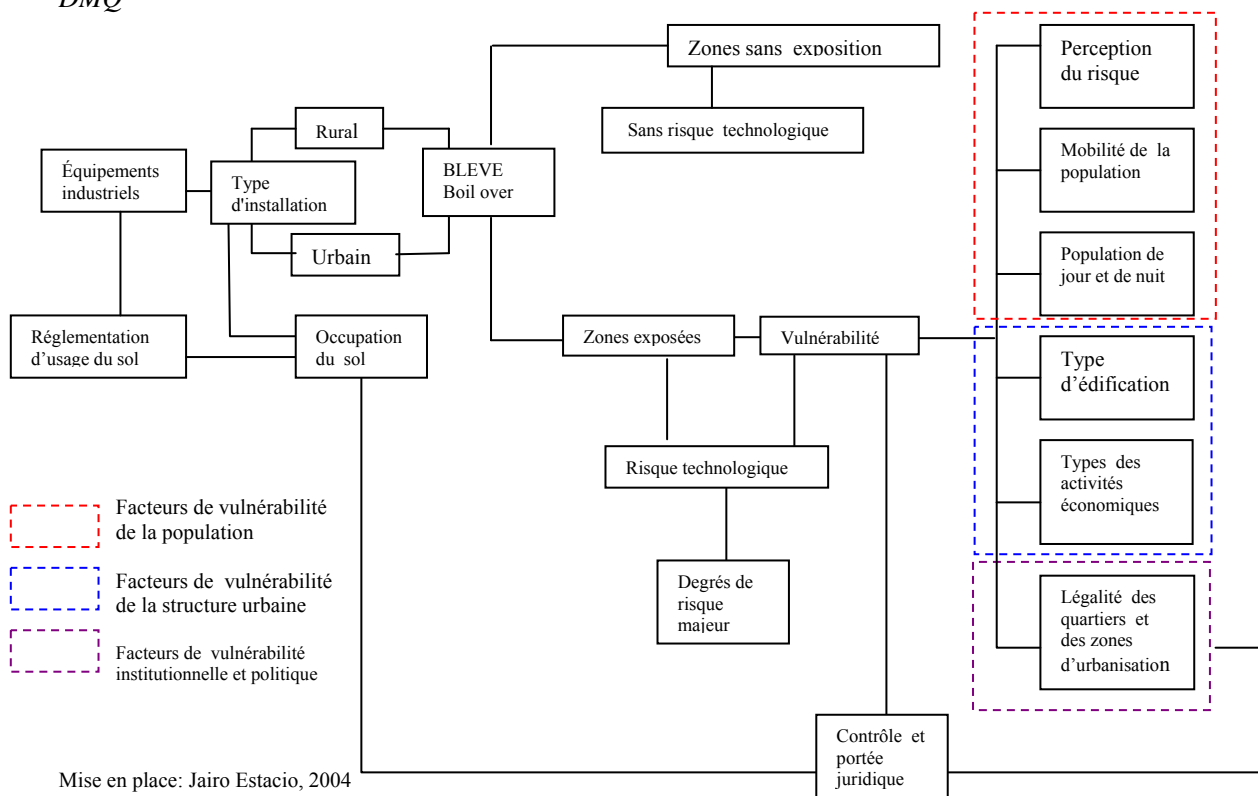 DMQ
Zones sans exposition
Sans risque technologique
Rural
Équipements
industriels
Type
d'installation
BLEVE
Boil over
Urbain
Réglementation
d’usage du sol
Occupation
du sol
Zones exposées
Vulnérabilité
Risque technologique
Degrés de
risque
majeur
Perception
du risque
Mobilité de la
population
Population de
jour et de nuit
Type
d’édification
Types des
activités
économiques
Légalité des
quartiers et
des zones
d’urbanisation
Contrôle et
portée
juridique
Facteurs de vulnérabilité
de la population
Facteurs de vulnérabilité
de la structure urbaine
Facteurs de vulnérabilité
institutionnelle et politique
Mise en place: Jairo Estacio, 2004